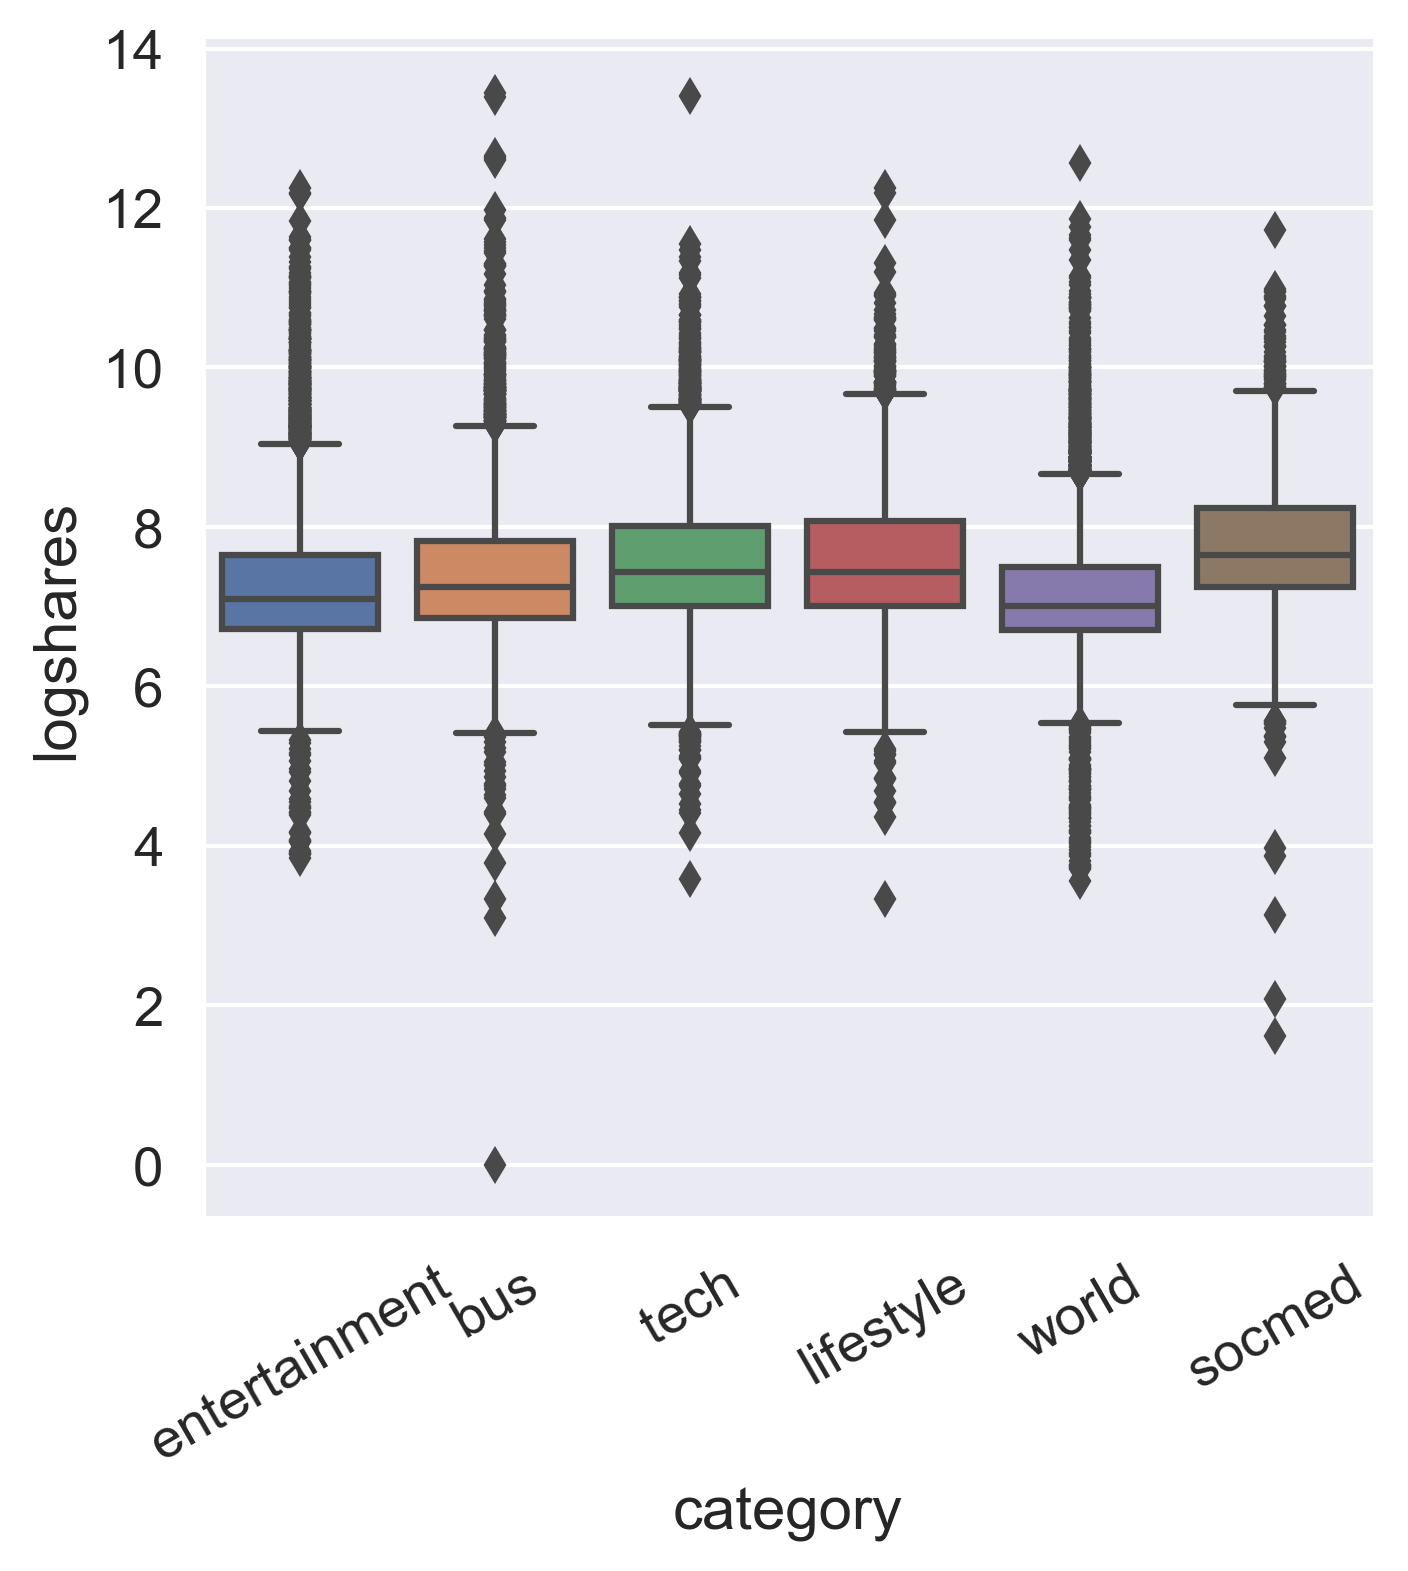 14
12
10
8
6
4
2
0
logshares
entertainment
bus
tech
lifestyle
world
socmed
category